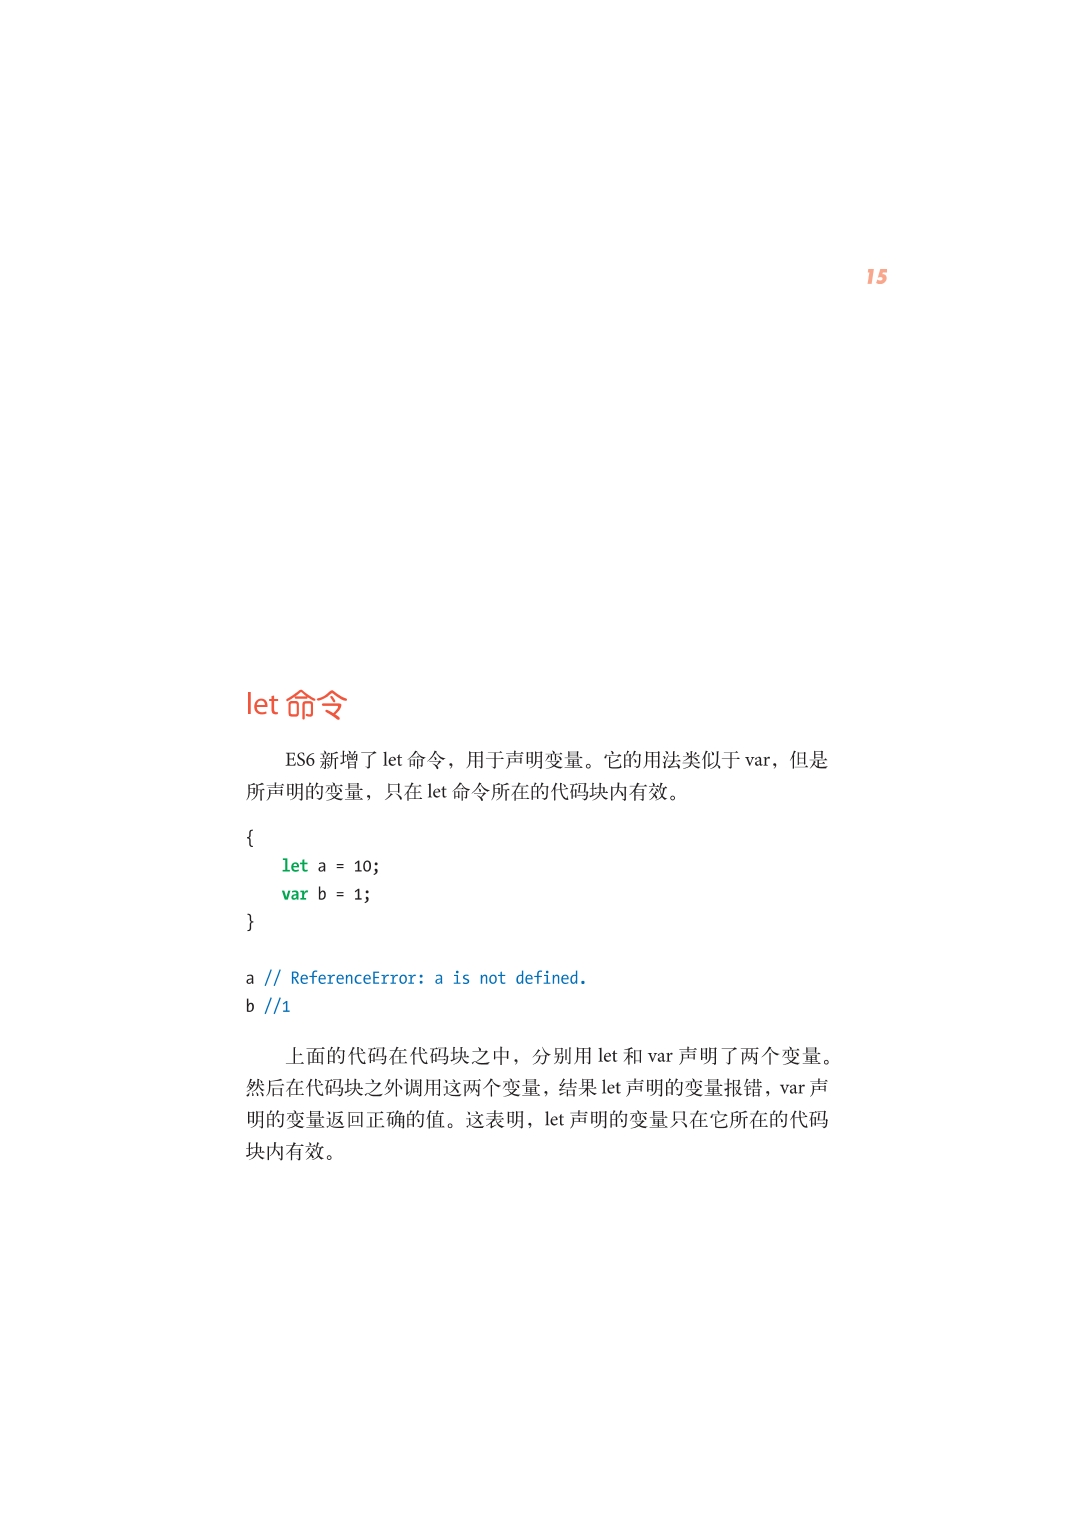 15
let 命令
ES6 新增了 let 命令，用于声明变量。它的用法类似于 var，但是
所声明的变量，只在 let 命令所在的代码块内有效。
{
    let a = 10;
    var b = 1;
}
a // ReferenceError: a is not defined.
b //1
上面的代码在代码块之中，分别用 let 和 var 声明了两个变量。
然后在代码块之外调用这两个变量，结果 let 声明的变量报错，var 声
明的变量返回正确的值。这表明，let 声明的变量只在它所在的代码
块内有效。